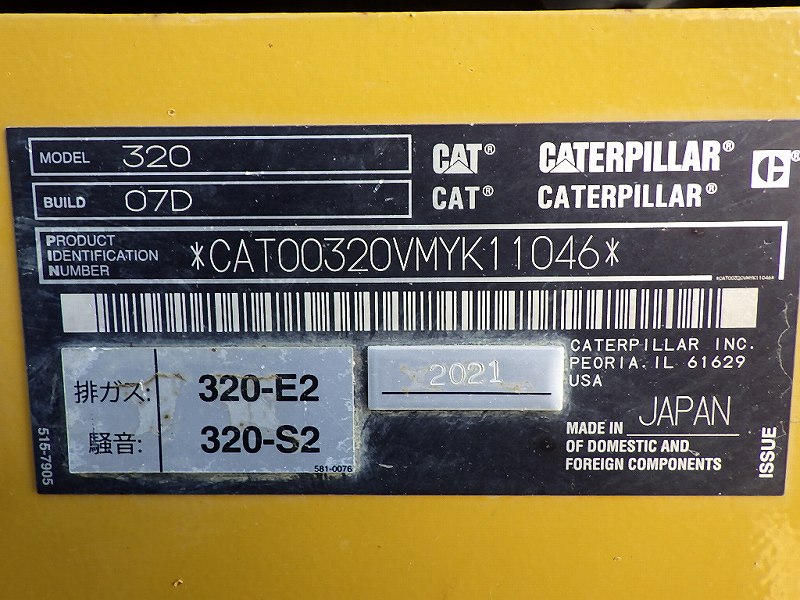 MODEL 320
BUILD 07D
CAT® CATERPILLAR®
CAT® CATERPILLAR®
PRODUCT
IDENTIFICATION
NUMBER
*CAT00320VMYK11046*
*CAT00320VMYK11046*
排ガス: 320-E2
騒音: 320-S2
581-0076
2021
CATERPILLAR INC.
PEORIA, IL 61629
USA
MADE IN JAPAN
OF DOMESTIC AND
FOREIGN COMPONENTS
515-7905
ISSUE